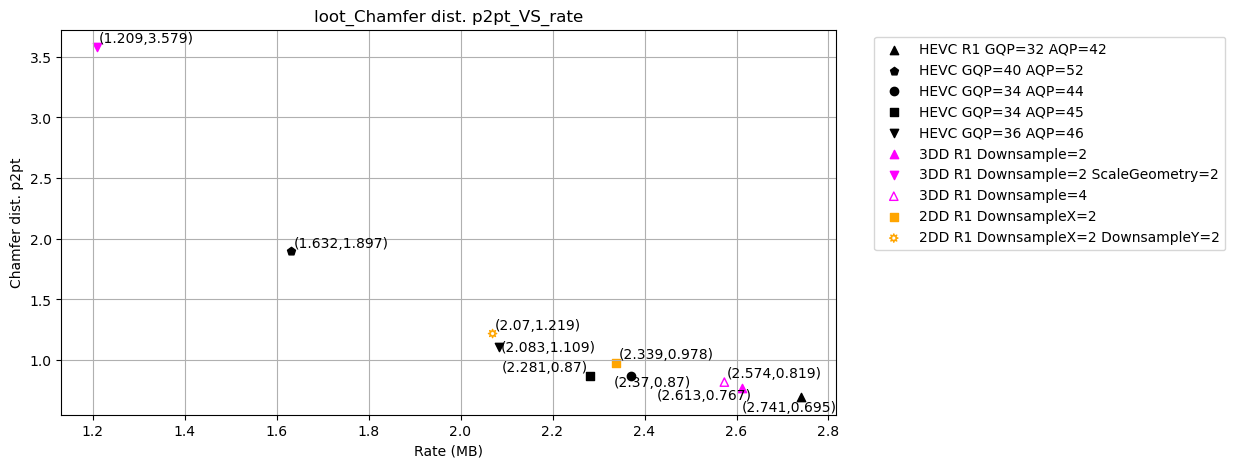 loot_Chamfer dist. p2pt_VS_rate
Chamfer dist. p2pt
3.5
3.0
2.5
2.0
1.5
1.0
(1.209,3.579)
(1.632,1.897)
(2.07,1.219)
(2.083,1.109)
(2.339,0.978)
(2.281,0.87)
(2.37,0.87)
(2.574,0.819)
(2.613,0.767)
(2.741,0.695)
1.2
1.4
1.6
1.8
2.0
2.2
2.4
2.6
2.8
Rate (MB)
HEVC R1 GQP=32 AQP=42
HEVC GQP=40 AQP=52
HEVC GQP=34 AQP=44
HEVC GQP=34 AQP=45
HEVC GQP=36 AQP=46
3DD R1 Downsample=2
3DD R1 Downsample=2 ScaleGeometry=2
3DD R1 Downsample=4
2DD R1 DownsampleX=2
2DD R1 DownsampleX=2 DownsampleY=2